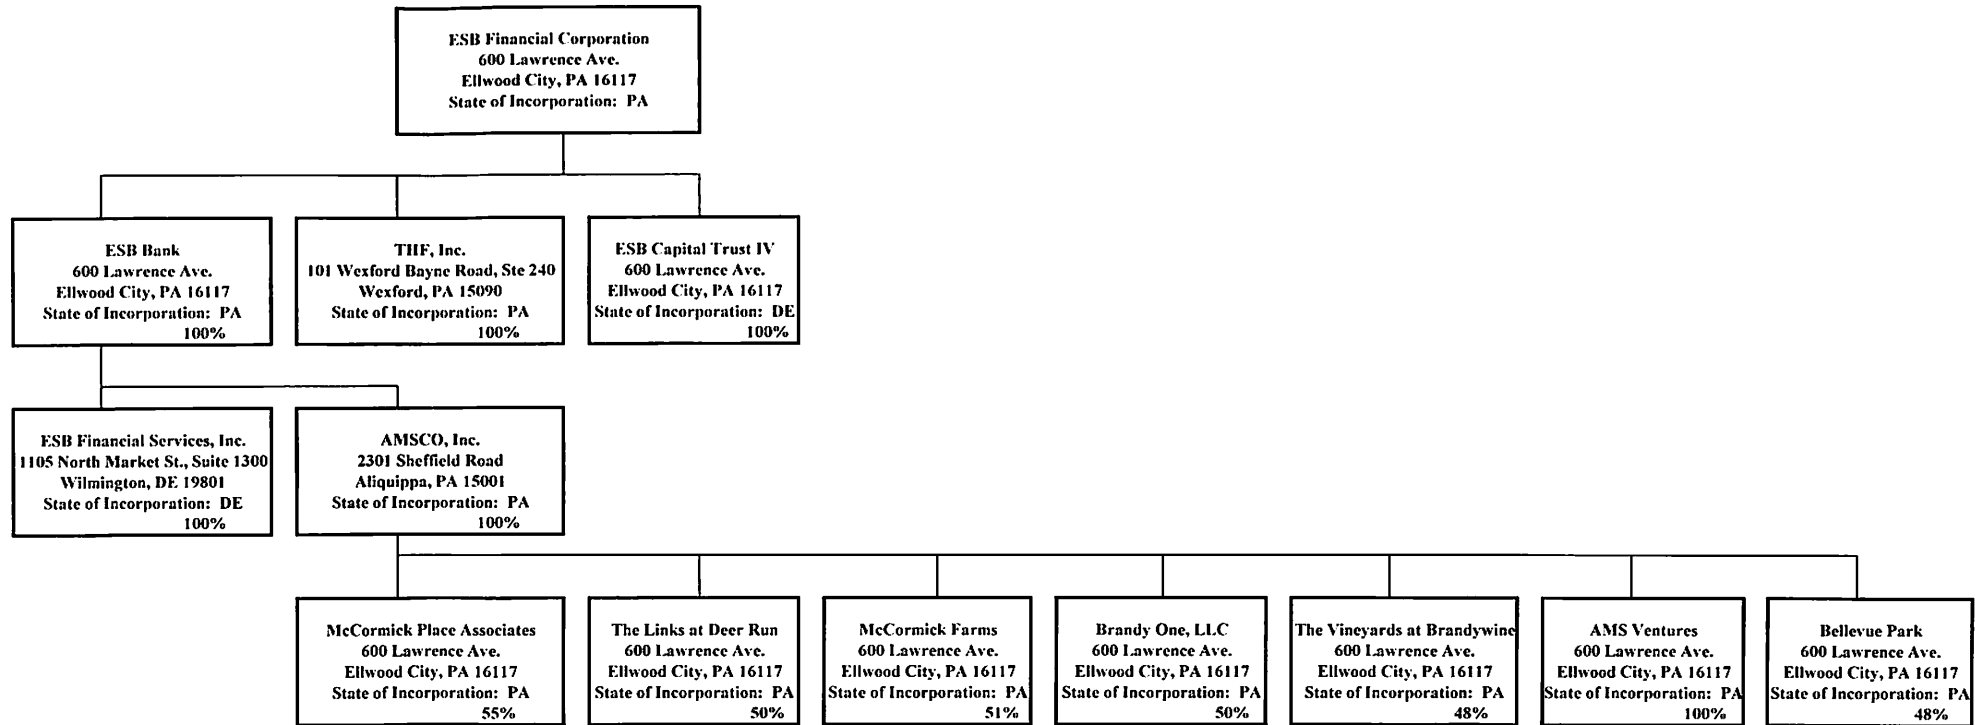 ESB Financial Corporation
600 Lawrence Ave.
Ellwood City, PA 16117
State of Incorporation: PA
ESB Bank
600 Lawrence Ave.
Ellwood City, PA 16117
State of Incorporation: PA
100%
THF, Inc.
101 Wexford Bayne Road, Ste 240
Wexford, PA 15090
State of Incorporation: PA
100%
ESB Capital Trust IV
600 Lawrence Ave.
Ellwood City, PA 16117
State of Incorporation: DE
100%
ESB Financial Services, Inc.
1105 North Market St., Suite 1300
Wilmington, DE 19801
State of Incorporation: DE
100%
AMSCO, Inc.
2301 Sheffield Road
Aliquippa, PA 15001
State of Incorporation: PA
100%
McCormick Place Associates
600 Lawrence Ave.
Ellwood City, PA 16117
State of Incorporation: PA
55%
The Links at Deer Run
600 Lawrence Ave.
Ellwood City, PA 16117
State of Incorporation: PA
50%
McCormick Farms
600 Lawrence Ave.
Ellwood City, PA 16117
State of Incorporation: PA
51%
Brandy One, LLC
600 Lawrence Ave.
Ellwood City, PA 16117
State of Incorporation: PA
50%
The Vineyards at Brandywine
600 Lawrence Ave.
Ellwood City, PA 16117
State of Incorporation: PA
48%
AMS Ventures
600 Lawrence Ave.
Ellwood City, PA 16117
State of Incorporation: PA
100%
Bellevue Park
600 Lawrence Ave.
Ellwood City, PA 16117
State of Incorporation: PA
48%